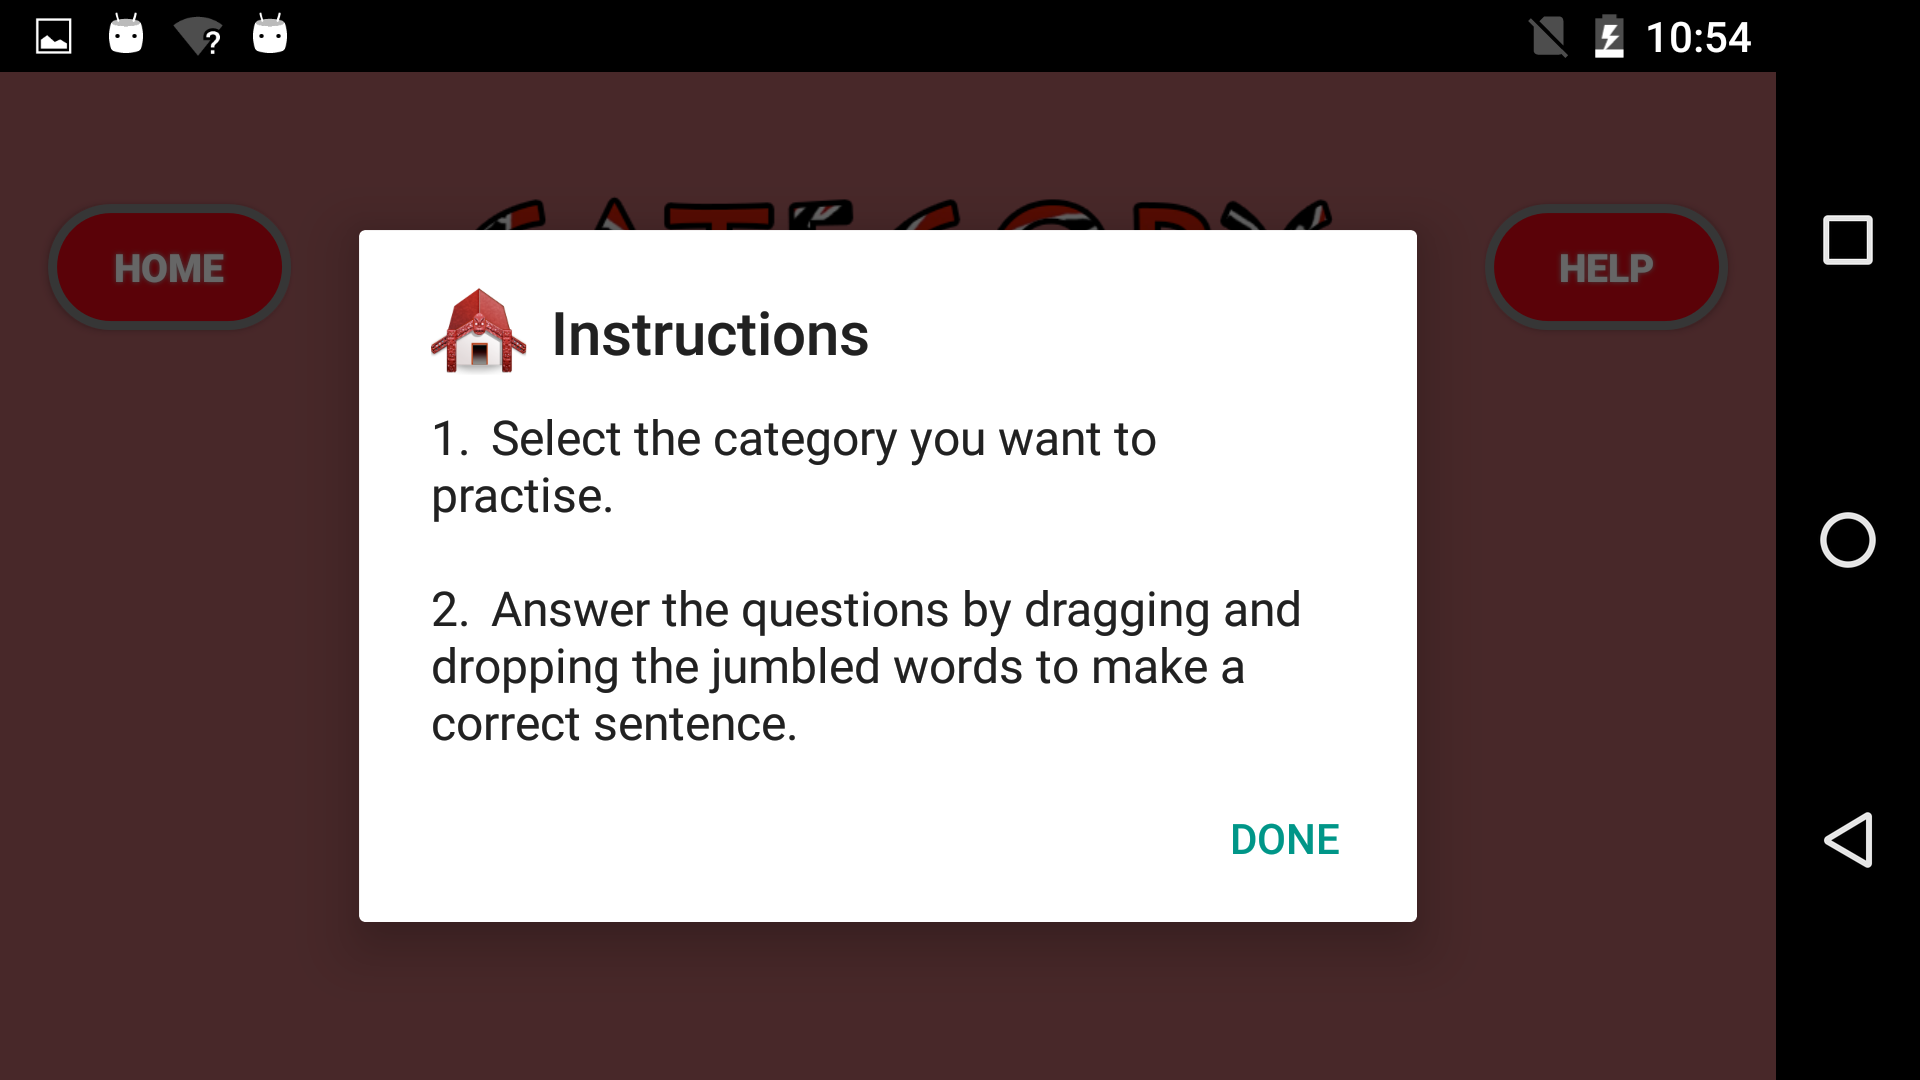 10:54
CATEGORY
HOME
HELP
Instructions
1. Select the category you want to
practise.
2. Answer the questions by dragging and
dropping the jumbled words to make a
correct sentence.
DONE